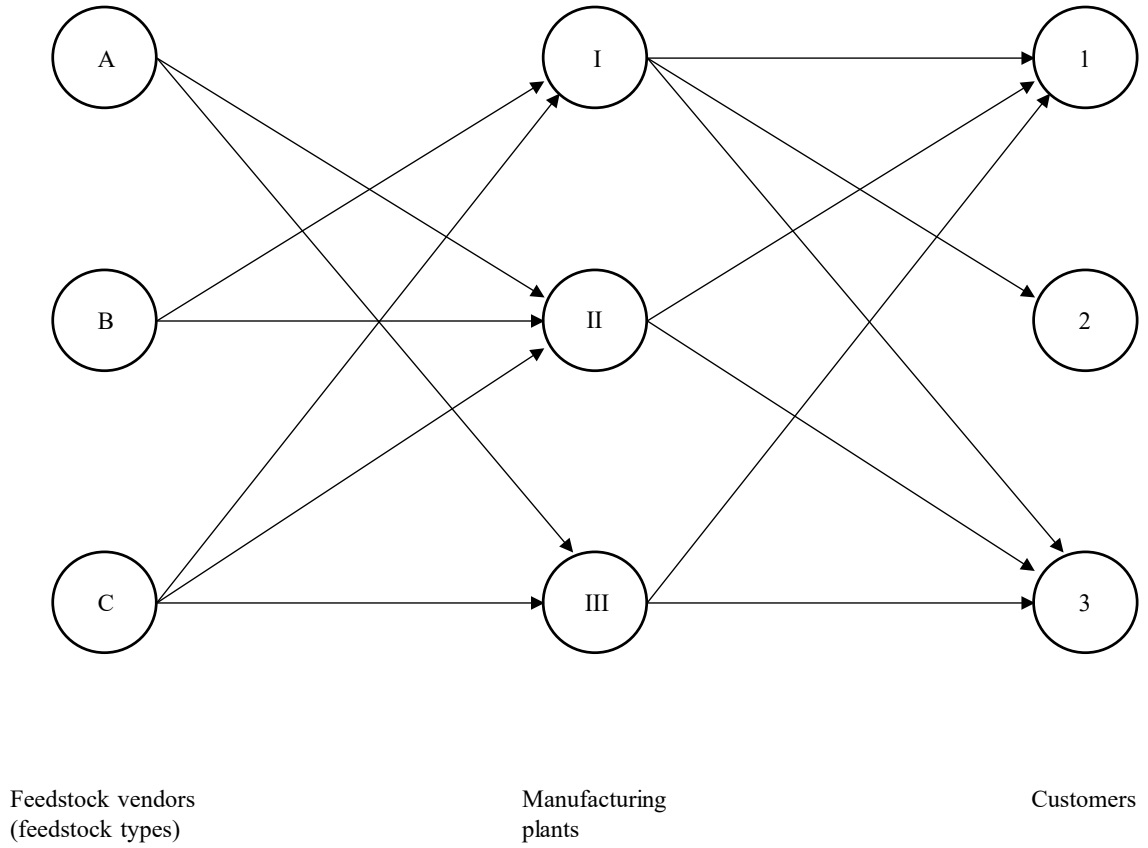 A
I
1
B
II
2
C
III
3
Feedstock vendors
(feedstock types)
Manufacturing
plants
Customers